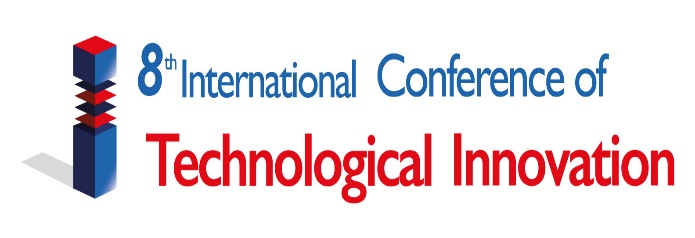 8th International Conference of
Technological Innovation